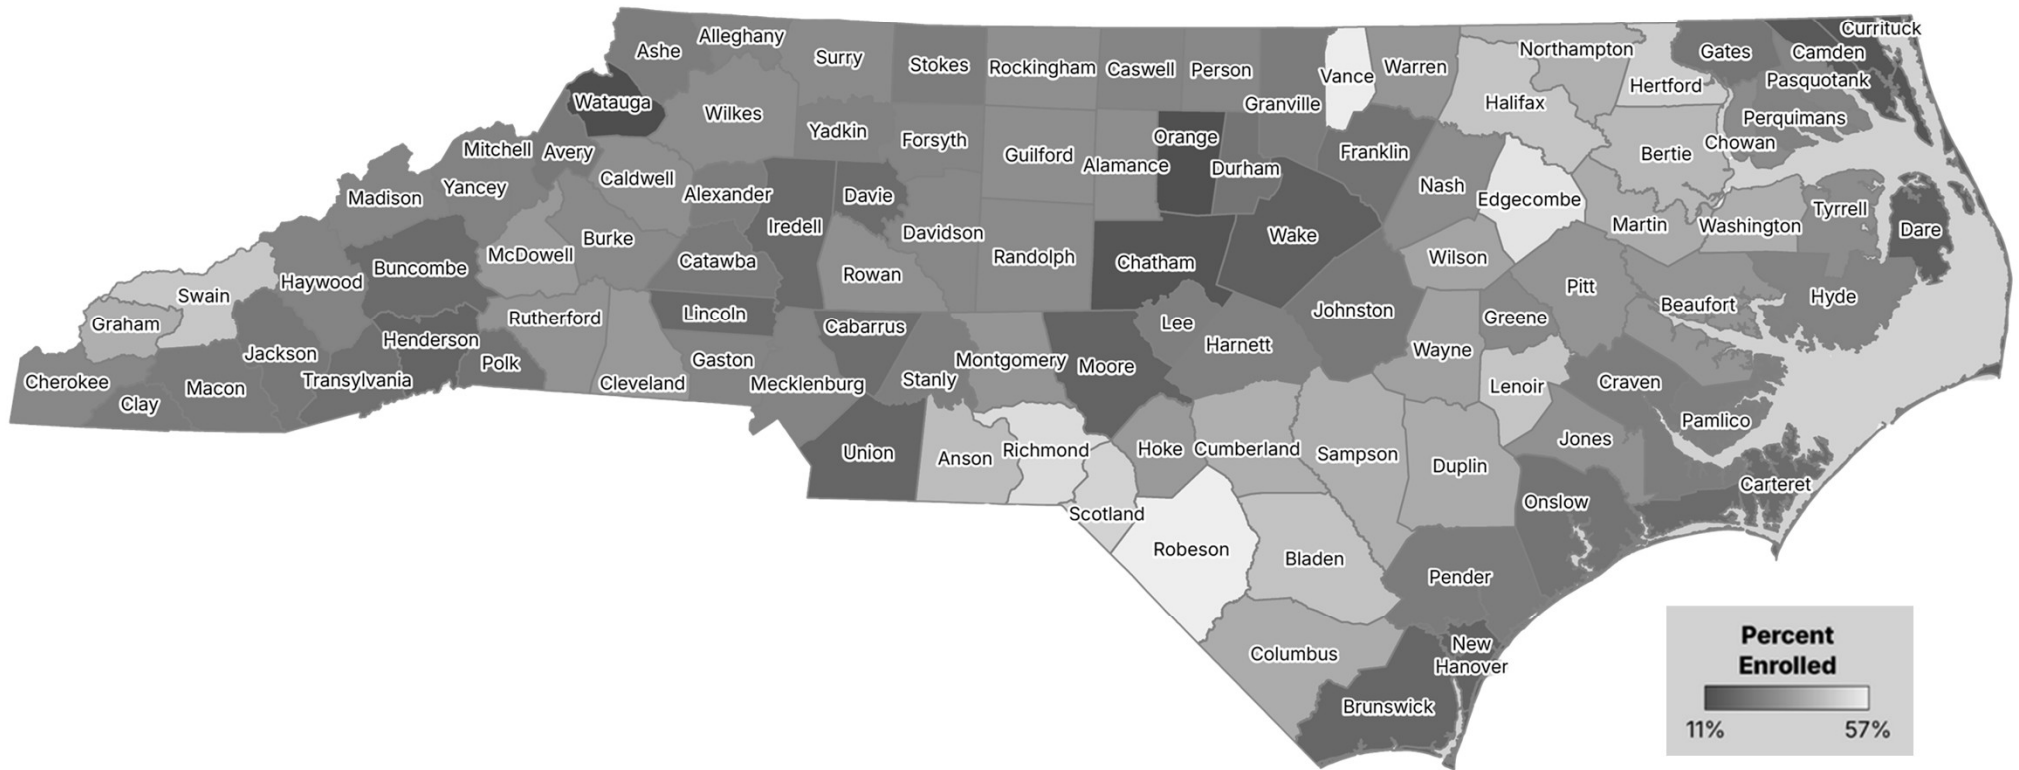 Currituck
Alleghany
Ashe
Northampton
Gates
Camden
Surry
Stokes
Rockingham
Caswell
Person
Warren
Vance
Pasquotank
Hertford
Watauga
Granville
Halifax
Wilkes
Perquimans
Yadkin
Forsyth
Orange
Chowan
Mitchell
Avery
Guilford
Franklin
Bertie
Alamance
Durham
Caldwell
Yancey
Nash
Madison
Alexander
Davie
Edgecombe
Tyrrell
Iredell
Martin
Washington
Dare
Burke
Davidson
Wake
McDowell
Randolph
Wilson
Catawba
Chatham
Buncombe
Rowan
Haywood
Pitt
Swain
Hyde
Beaufort
Johnston
Lincoln
Rutherford
Greene
Graham
Cabarrus
Lee
Henderson
Harnett
Wayne
Jackson
Gaston
Montgomery
Polk
Moore
Transylvania
Cherokee
Cleveland
Mecklenburg
Stanly
Craven
Macon
Lenoir
Clay
Pamlico
Jones
Union
Anson
Richmond
Hoke
Cumberland
Sampson
Duplin
Carteret
Onslow
Scotland
Robeson
Bladen
Pender
New
Hanover
Columbus
Brunswick
Percent
Enrolled
11%
57%